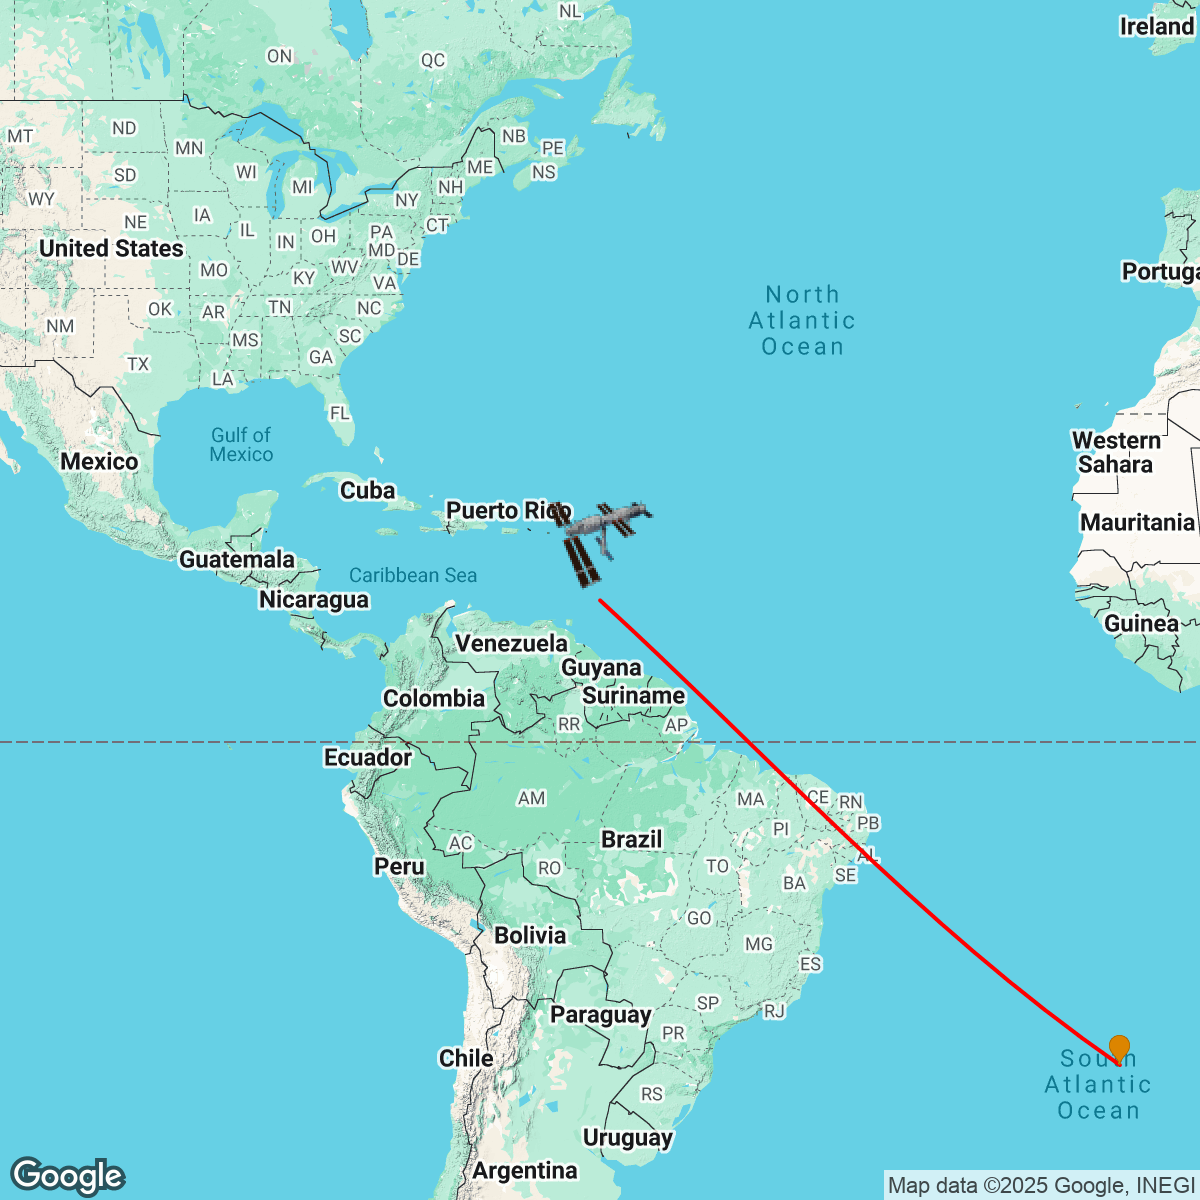 NL
Ireland
ON
QC
ND
MT
MN
NB
PE
ME
NS
SD
WI
MI
NH
WY
NY
IA
NE
CT
IL
PA
OH
IN
United States
MD
DE
MO
WV
Portuga
KY
VA
North
Atlantic
Ocean
OK
AR
TN
NC
NM
MS
SC
GA
TX
LA
FL
Gulf of
Mexico
Western
Sahara
Mexico
Cuba
Puerto Rico
Mauritania
Guatemala
Caribbean Sea
Nicaragua
Guinea
Venezuela
Guyana
Suriname
Colombia
RR
AP
Ecuador
AM
MA
CE
RN
PB
PI
Brazil
AC
AL
Peru
RO
TO
SE
BA
GO
Bolivia
MG
ES
SP
RJ
Paraguay
PR
Chile
South
Atlantic
Ocean
RS
Uruguay
Argentina
Google
Map data ©2025 Google, INEGI